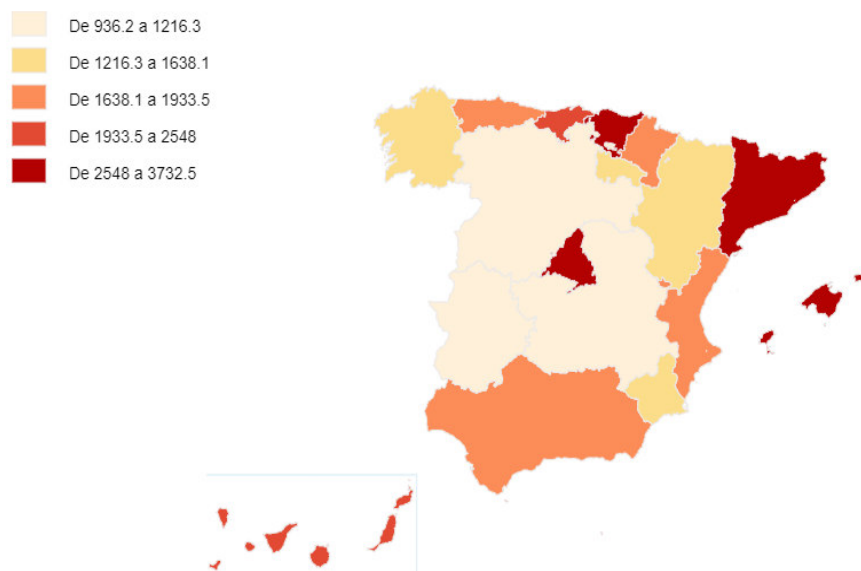 De 936.2 a 1216.3
De 1216.3 a 1638.1
De 1638.1 a 1933.5
De 1933.5 a 2548
De 2548 a 3732.5